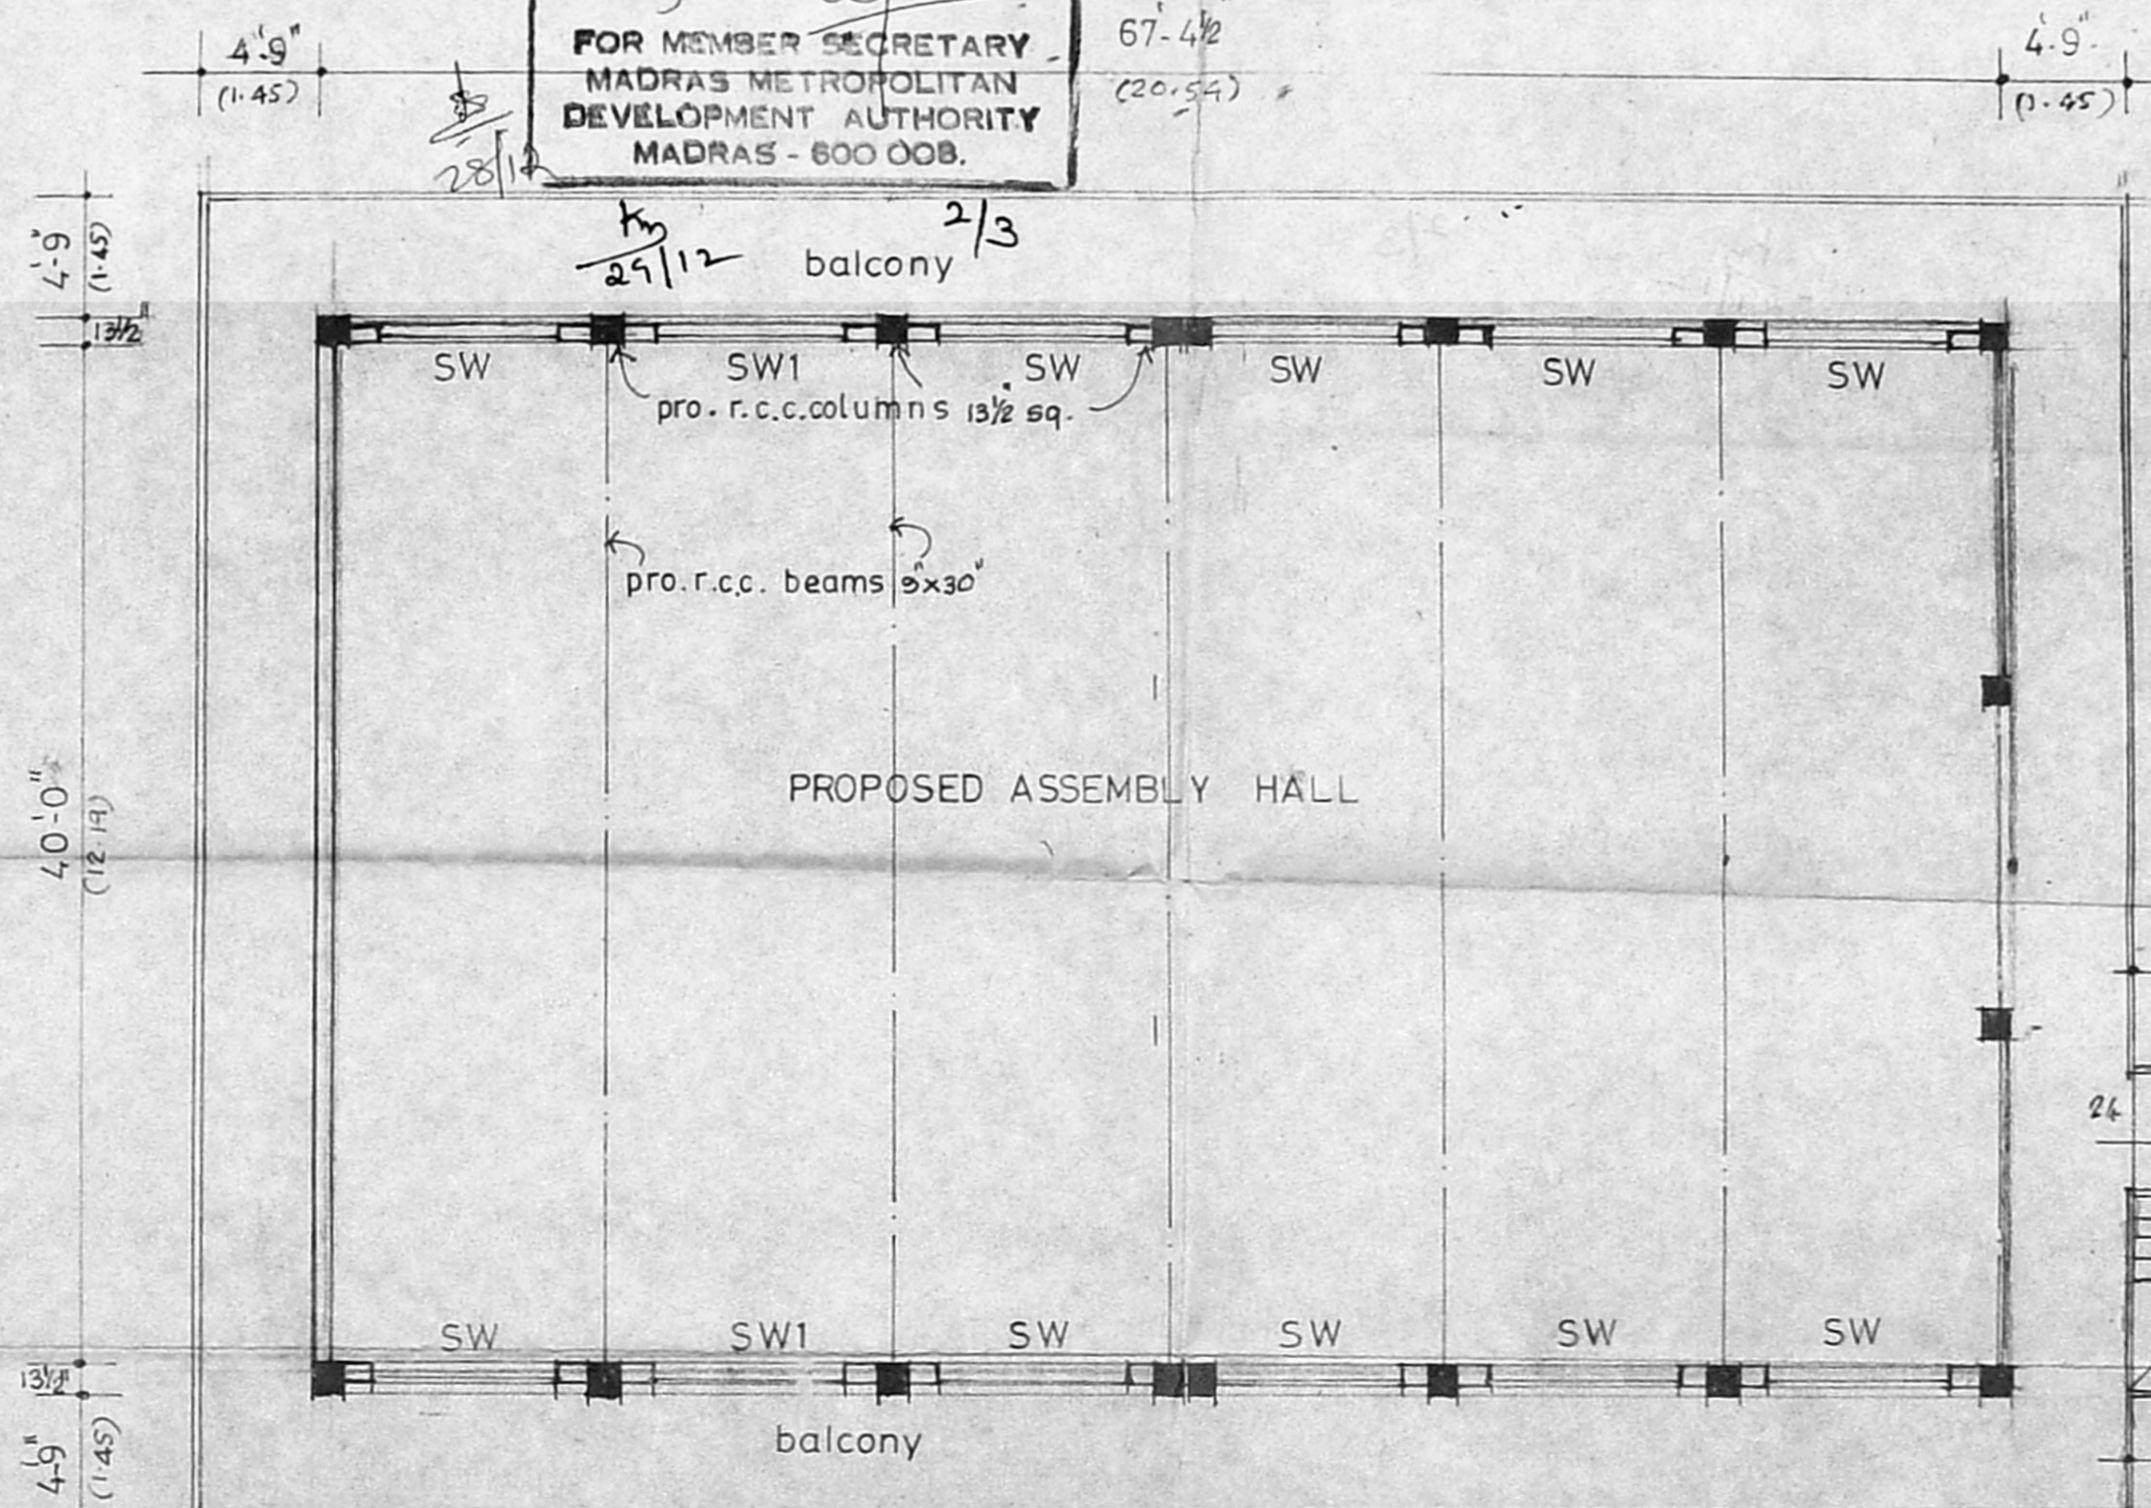 4'-9"
(1.45)
FOR MEMBER SECRETARY
MADRAS METROPOLITAN
DEVELOPMENT AUTHORITY
MADRAS - 600 008.
67'-4½
(20.54)
4'-9"
(1.45)
28/12
29/12
2/3
balcony
4'-9"
(1.45)
13½"
SW SW1 SW SW SW SW
pro. r.c.c. columns 13½" sq.
pro. r.c.c. beams 9"x30"
PROPOSED ASSEMBLY HALL
40'-0"
(12.19)
24
SW SW1 SW SW SW SW
13½"
balcony
4'-9"
(1.45)